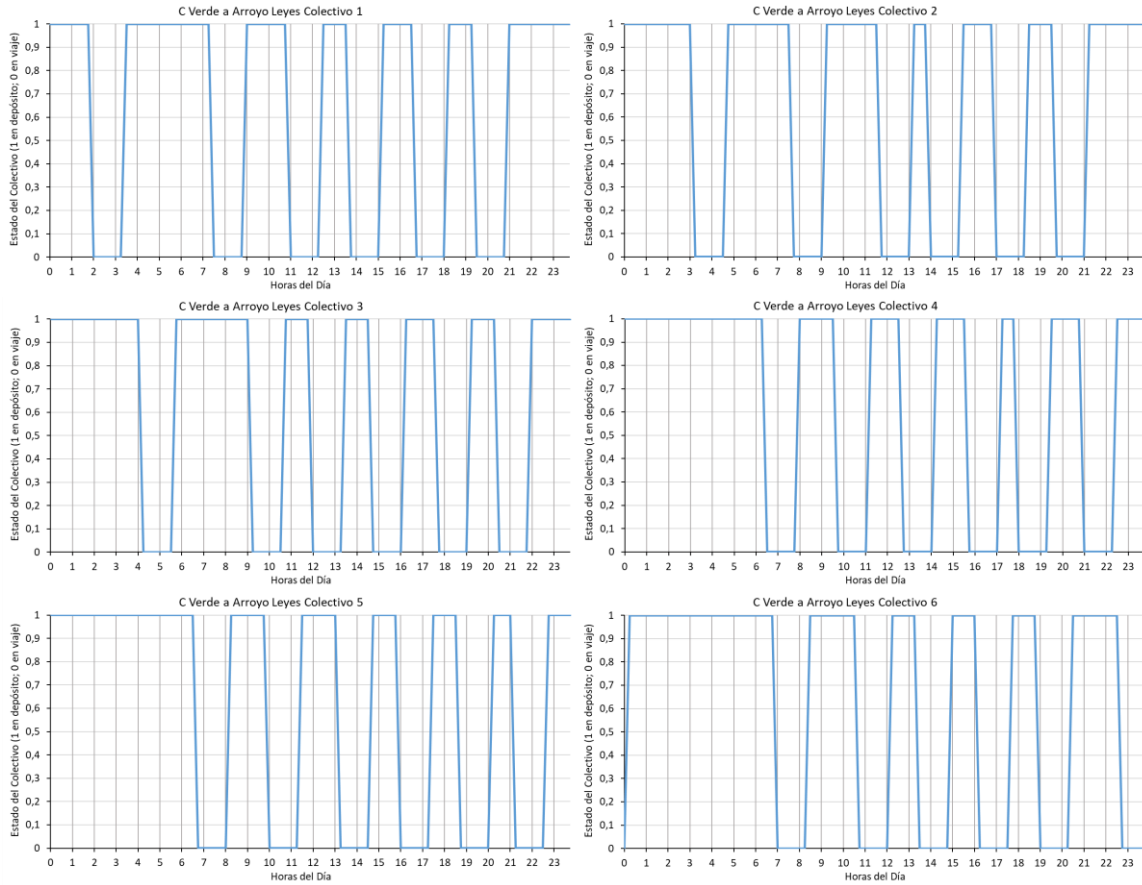 C Verde a Arroyo Leyes Colectivo 1
Estado del Colectivo (1 en depósito; 0 en viaje)
1
0,9
0,8
0,7
0,6
0,5
0,4
0,3
0,2
0,1
0
0 1 2 3 4 5 6 7 8 9 10 11 12 13 14 15 16 17 18 19 20 21 22 23
Horas del Día
C Verde a Arroyo Leyes Colectivo 2
Estado del Colectivo (1 en depósito; 0 en viaje)
1
0,9
0,8
0,7
0,6
0,5
0,4
0,3
0,2
0,1
0
0 1 2 3 4 5 6 7 8 9 10 11 12 13 14 15 16 17 18 19 20 21 22 23
Horas del Día
C Verde a Arroyo Leyes Colectivo 3
Estado del Colectivo (1 en depósito; 0 en viaje)
1
0,9
0,8
0,7
0,6
0,5
0,4
0,3
0,2
0,1
0
0 1 2 3 4 5 6 7 8 9 10 11 12 13 14 15 16 17 18 19 20 21 22 23
Horas del Día
C Verde a Arroyo Leyes Colectivo 4
Estado del Colectivo (1 en depósito; 0 en viaje)
1
0,9
0,8
0,7
0,6
0,5
0,4
0,3
0,2
0,1
0
0 1 2 3 4 5 6 7 8 9 10 11 12 13 14 15 16 17 18 19 20 21 22 23
Horas del Día
C Verde a Arroyo Leyes Colectivo 5
Estado del Colectivo (1 en depósito; 0 en viaje)
1
0,9
0,8
0,7
0,6
0,5
0,4
0,3
0,2
0,1
0
0 1 2 3 4 5 6 7 8 9 10 11 12 13 14 15 16 17 18 19 20 21 22 23
Horas del Día
C Verde a Arroyo Leyes Colectivo 6
Estado del Colectivo (1 en depósito; 0 en viaje)
1
0,9
0,8
0,7
0,6
0,5
0,4
0,3
0,2
0,1
0
0 1 2 3 4 5 6 7 8 9 10 11 12 13 14 15 16 17 18 19 20 21 22 23
Horas del Día